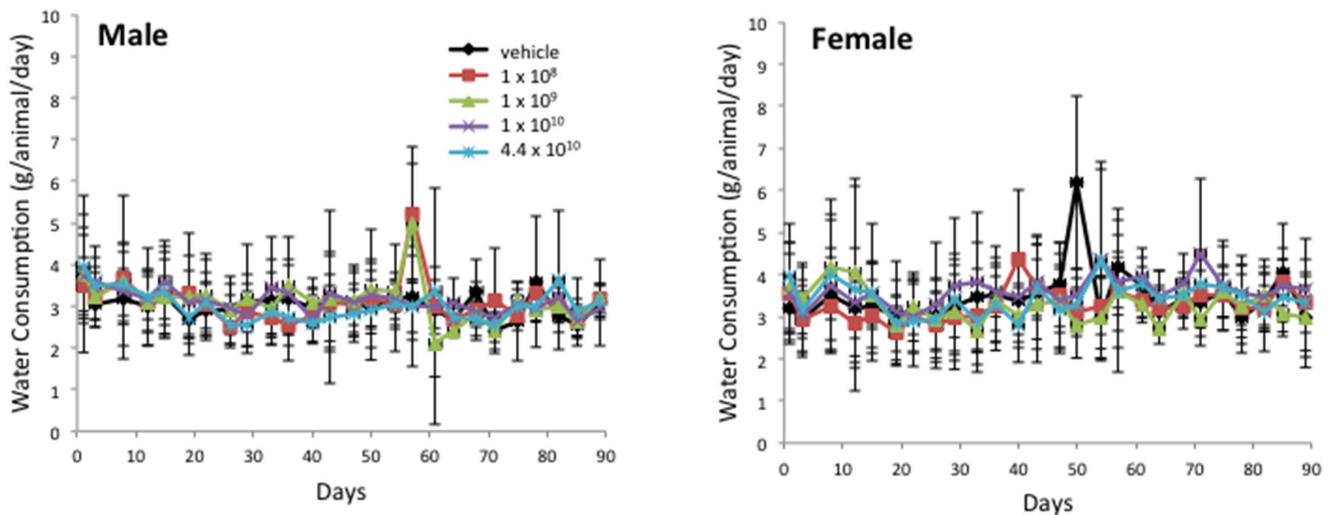 Male
Water Consumption (g/animal/day)
10
9
8
7
6
5
4
3
2
1
0
0 10 20 30 40 50 60 70 80 90
Days
vehicle
1 x 10⁸
1 x 10⁹
1 x 10¹⁰
4.4 x 10¹⁰
Female
Water Consumption (g/animal/day)
10
9
8
7
6
5
4
3
2
1
0
0 10 20 30 40 50 60 70 80 90
Days